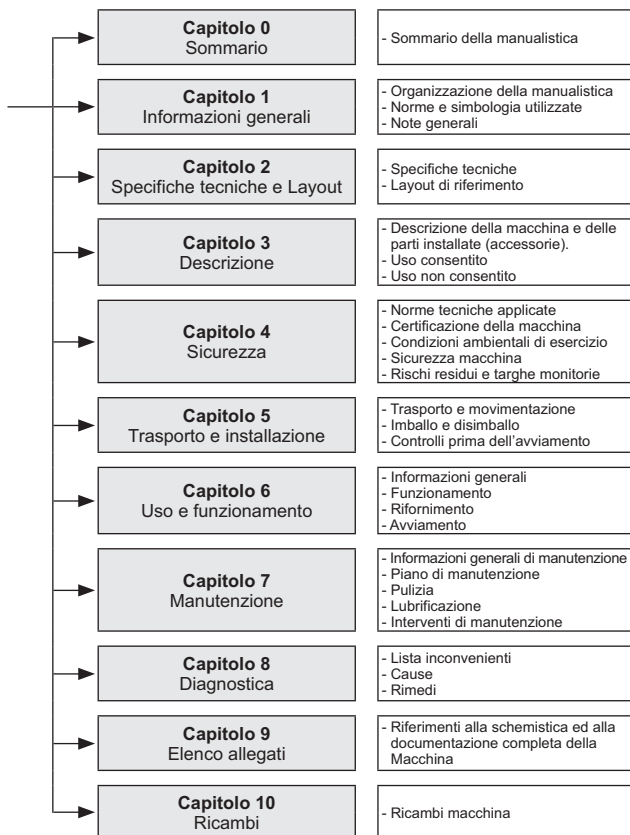 Capitolo 0
Sommario
- Sommario della manualistica
Capitolo 1
Informazioni generali
- Organizzazione della manualistica
- Norme e simbologia utilizzate
- Note generali
Capitolo 2
Specifiche tecniche e Layout
- Specifiche tecniche
- Layout di riferimento
Capitolo 3
Descrizione
- Descrizione della macchina e delle
parti installate (accessorie).
- Uso consentito
- Uso non consentito
Capitolo 4
Sicurezza
- Norme tecniche applicate
- Certificazione della macchina
- Condizioni ambientali di esercizio
- Sicurezza macchina
- Rischi residui e targhe monitorie
Capitolo 5
Trasporto e installazione
- Trasporto e movimentazione
- Imballo e disimballo
- Controlli prima dell'avviamento
Capitolo 6
Uso e funzionamento
- Informazioni generali
- Funzionamento
- Rifornimento
- Avviamento
Capitolo 7
Manutenzione
- Informazioni generali di manutenzione
- Piano di manutenzione
- Pulizia
- Lubrificazione
- Interventi di manutenzione
Capitolo 8
Diagnostica
- Lista inconvenienti
- Cause
- Rimedi
Capitolo 9
Elenco allegati
- Riferimenti alla schemistica ed alla
documentazione completa della
Macchina
Capitolo 10
Ricambi
- Ricambi macchina